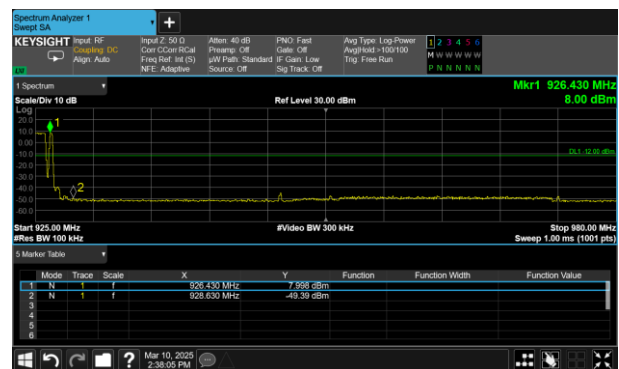 Spectrum Analyzer 1
Swept SA
+
KEYSIGHT
Input: RF
Coupling: DC
Align: Auto
Input Z: 50 Ω
Corr CCorr RCal
Freq Ref: Int (S)
NFE: Adaptive
Atten: 40 dB
Preamp: Off
µW Path: Standard
Source: Off
PNO: Fast
Gate: Off
IF Gain: Low
Sig Track: Off
Avg Type: Log-Power
Avg|Hold:>100/100
Trig: Free Run
1 2 3 4 5 6
M W W W W W
P N N N N N
LW
1 Spectrum
Scale/Div 10 dB
Ref Level 30.00 dBm
Mkr1 926.430 MHz
8.00 dBm
Log
20.0
10.0
0.00
-10.0
-20.0
-30.0
-40.0
-50.0
-60.0
1
2
DL1 -12.00 dBm
Start 925.00 MHz
#Res BW 100 kHz
#Video BW 300 kHz
Stop 980.00 MHz
Sweep 1.00 ms (1001 pts)
5 Marker Table
Mode Trace Scale X Y Function Function Width Function Value
1 N 1 f 926.430 MHz 7.998 dBm
2 N 1 f 928.630 MHz -49.39 dBm
3
4
5
6
?
Mar 10, 2025
2:38:05 PM